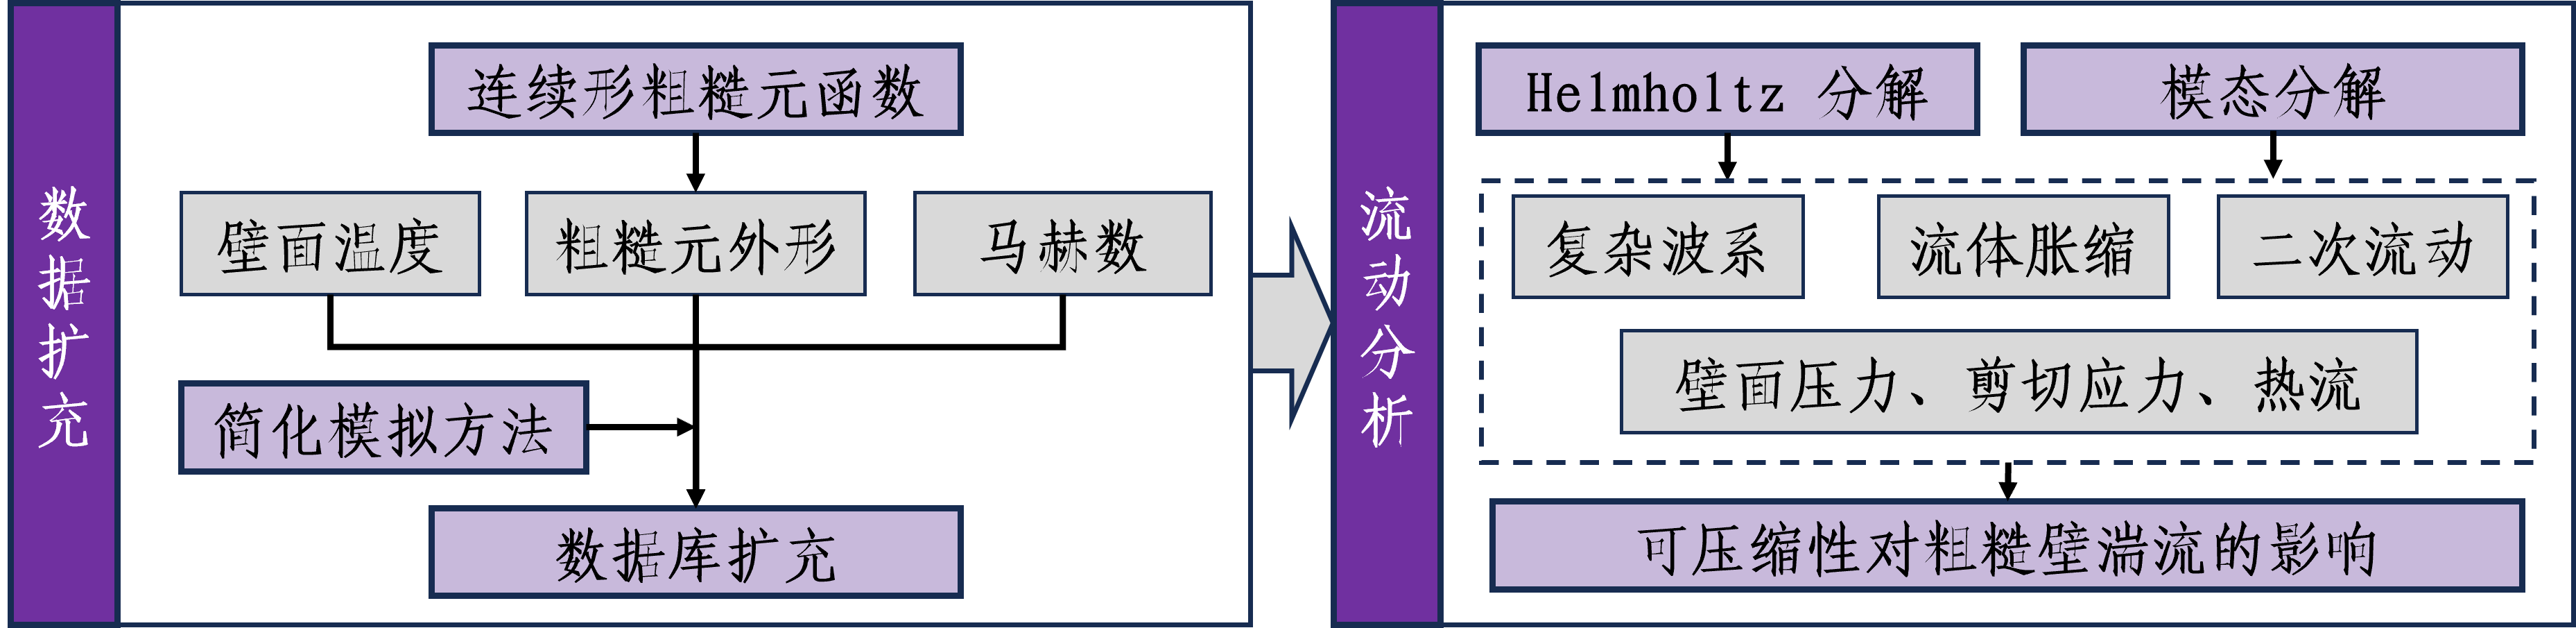 数据扩充
连续形粗糙元函数
壁面温度
粗糙元外形
马赫数
简化模拟方法
数据库扩充
流动分析
Helmholtz 分解
模态分解
复杂波系
流体胀缩
二次流动
壁面压力、剪切应力、热流
可压缩性对粗糙壁湍流的影响